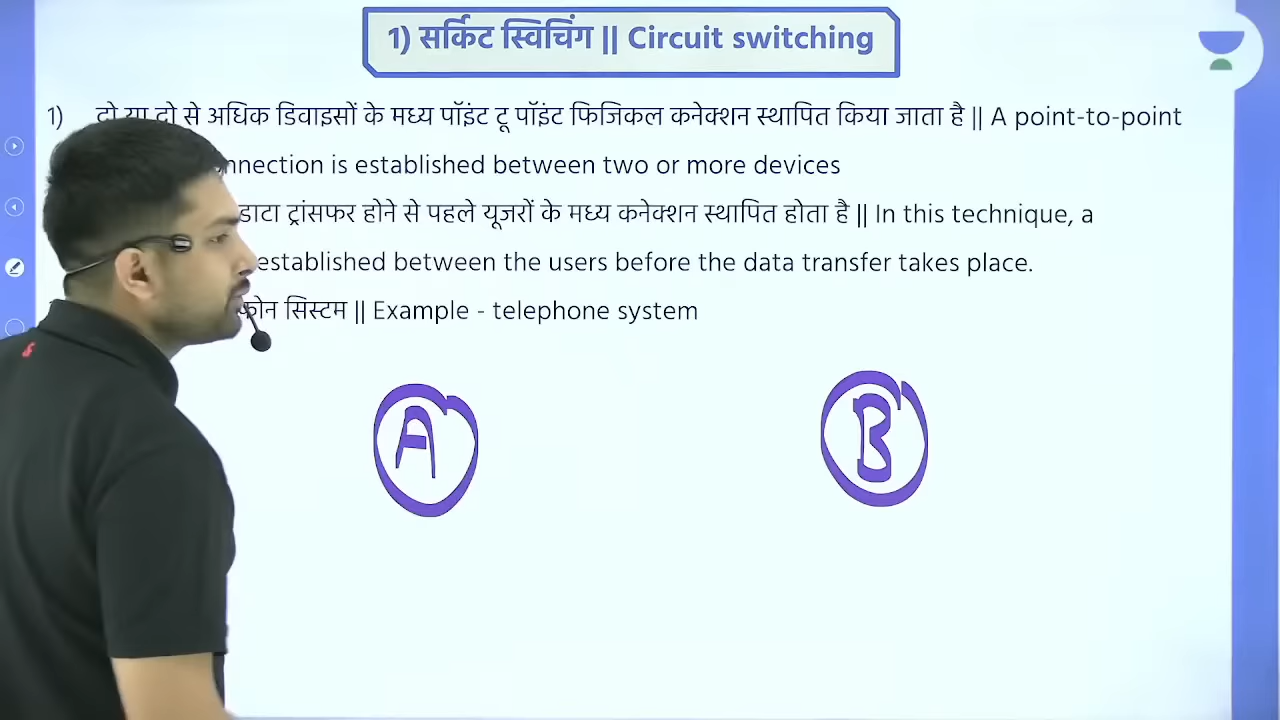 1) सर्किट स्विचिंग || Circuit switching
1) दो या दो से अधिक डिवाइसों के मध्य पॉइंट टू पॉइंट फिजिकल कनेक्शन स्थापित किया जाता है || A point-to-point
is established between two or more devices
डाटा ट्रांसफर होने से पहले यूजरों के मध्य कनेक्शन स्थापित होता है || In this technique, a
established between the users before the data transfer takes place.
सिस्टम || Example - telephone system
A B